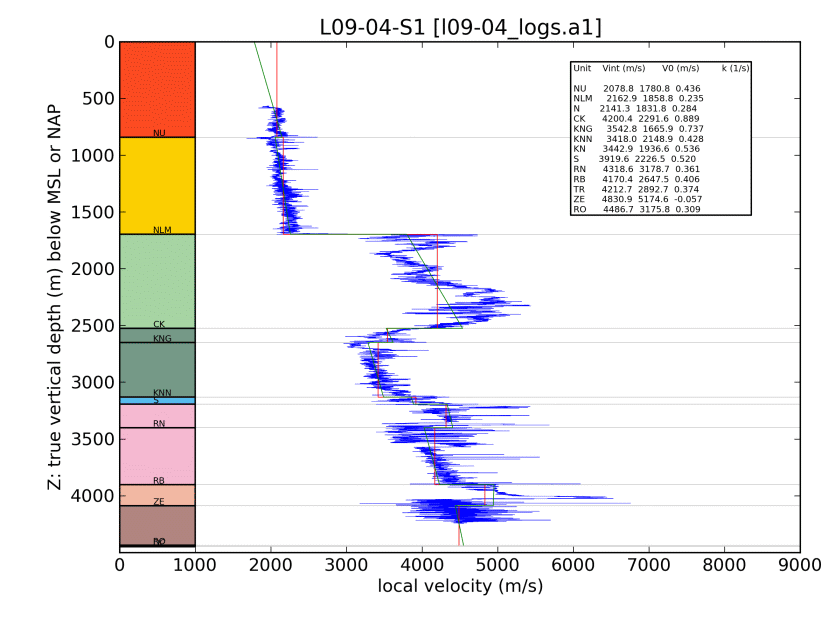 L09-04-S1 [l09-04_logs.a1]
Unit Vint (m/s) V0 (m/s) k (1/s)
NU 2078.8 1780.8 0.436
NLM 2162.9 1858.8 0.235
N 2141.3 1831.8 0.284
CK 4200.4 2291.6 0.889
KNG 3542.8 1665.9 0.737
KNN 3418.0 2148.9 0.428
KN 3442.9 1936.6 0.536
S 3919.6 2226.5 0.520
RN 4318.6 3178.7 0.361
RB 4170.4 2647.5 0.406
TR 4212.7 2892.7 0.374
ZE 4830.9 5174.6 -0.057
RO 4486.7 3175.8 0.309
Z: true vertical depth (m) below MSL or NAP
0
500
1000
1500
2000
2500
3000
3500
4000
NU
NLM
CK
KNG
KNN
S
RN
RB
ZE
0 1000 2000 3000 4000 5000 6000 7000 8000 9000
local velocity (m/s)